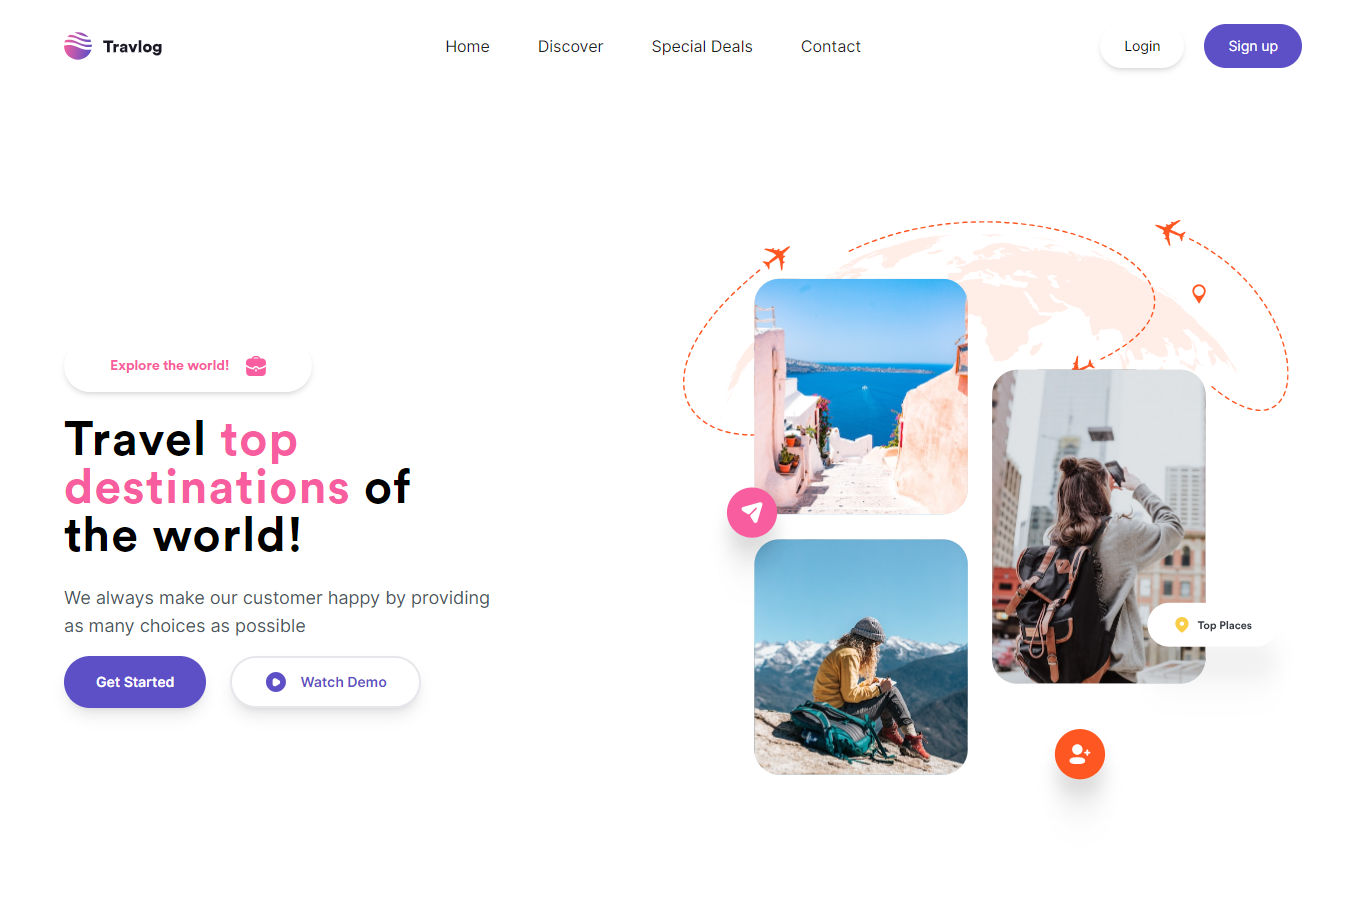 Travlog
Home
Discover
Special Deals
Contact
Login
Sign up
Explore the world!
Travel top
destinations of
the world!
We always make our customer happy by providing
as many choices as possible
Get Started
Watch Demo
Top Places